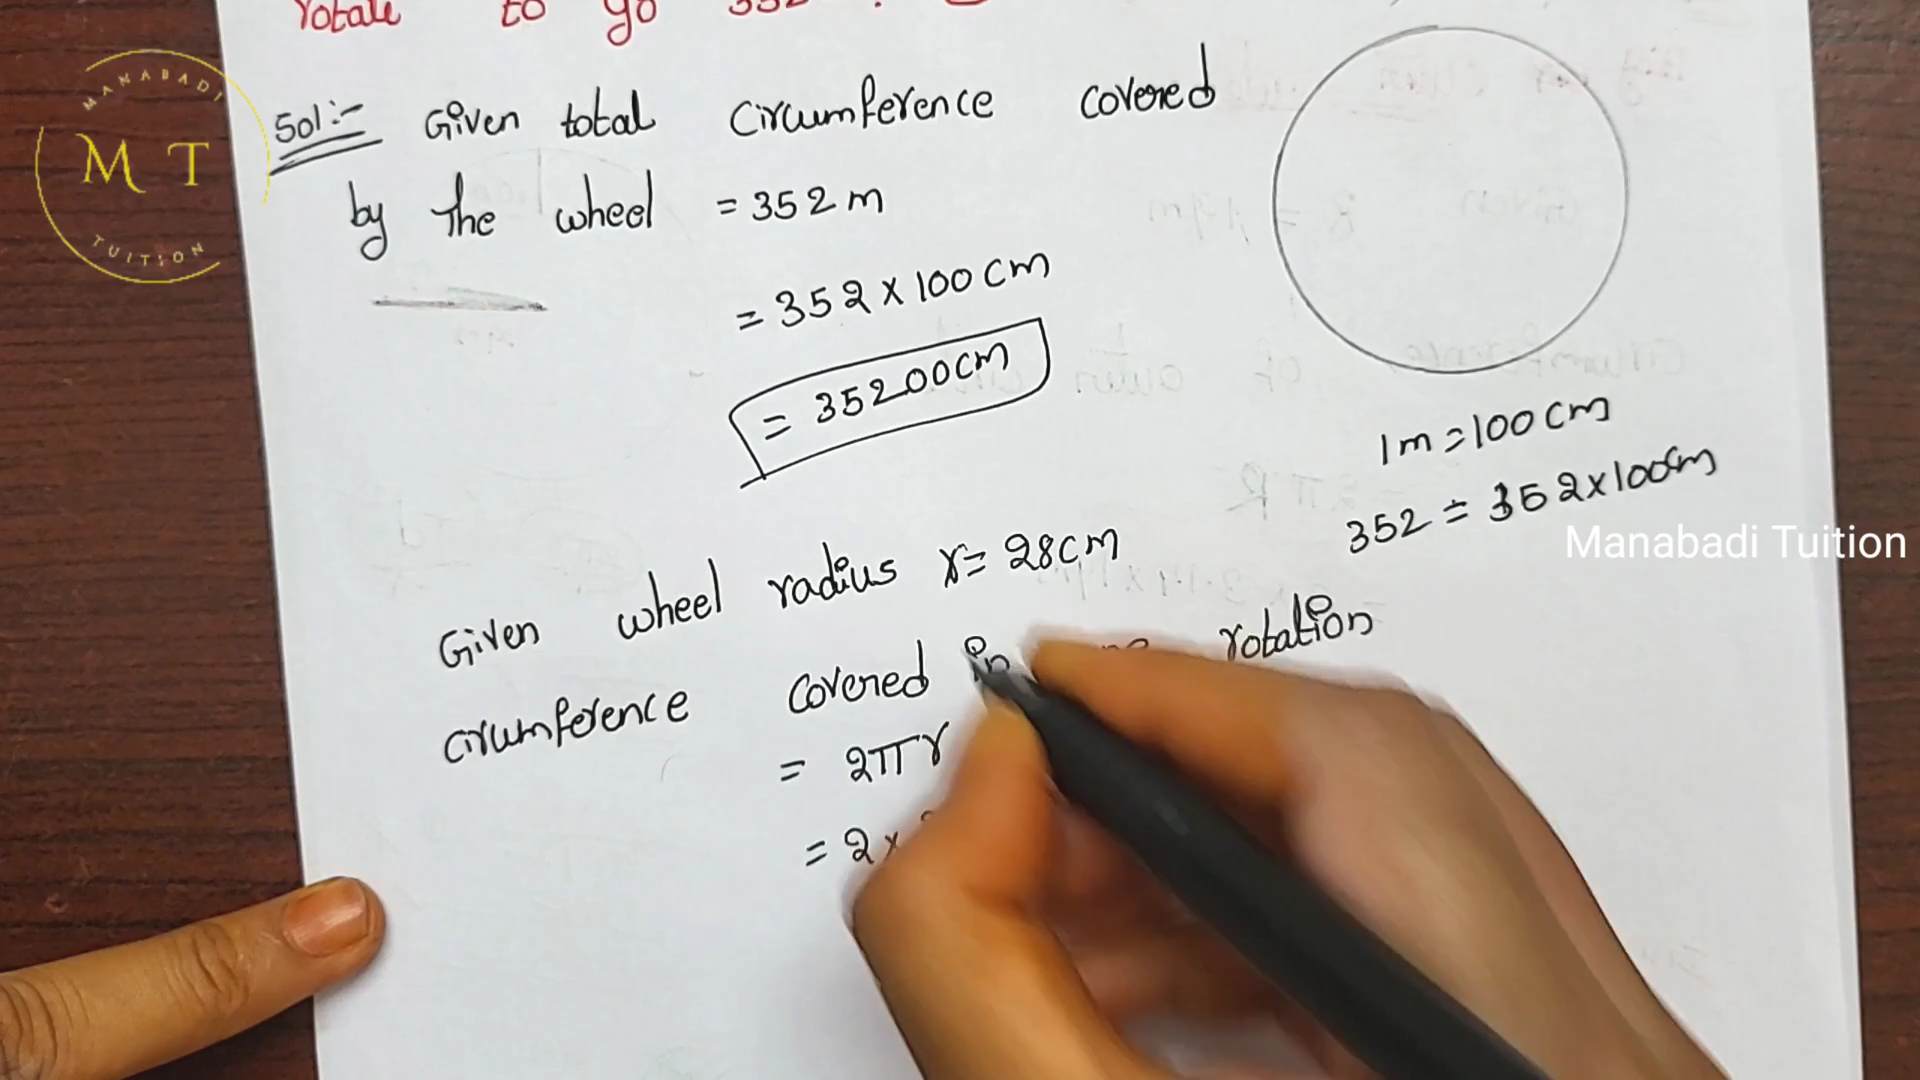 rotate to go 352
Sol:- Given total circumference covered
by the wheel = 352 m
= 352 x 100 cm
= 35200cm
1m = 100 cm
352 = 352x100cm
Given wheel radius r = 28cm
circumference covered in rotation
= 2πr
= 2x
MANABADI
M T
TUITION
Manabadi Tuition